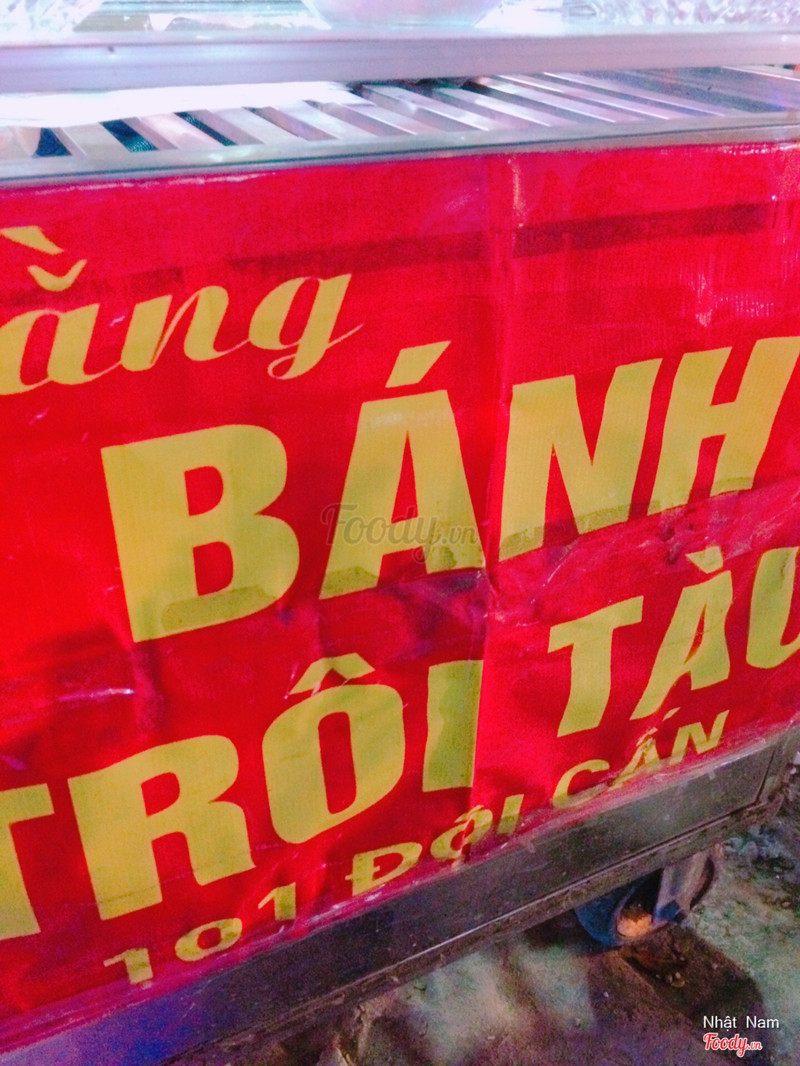 ằng
BÁNH
TRÔI TÀU
101 ĐỘI CẤN
Foody.vn
Nhật Nam
Foody.vn